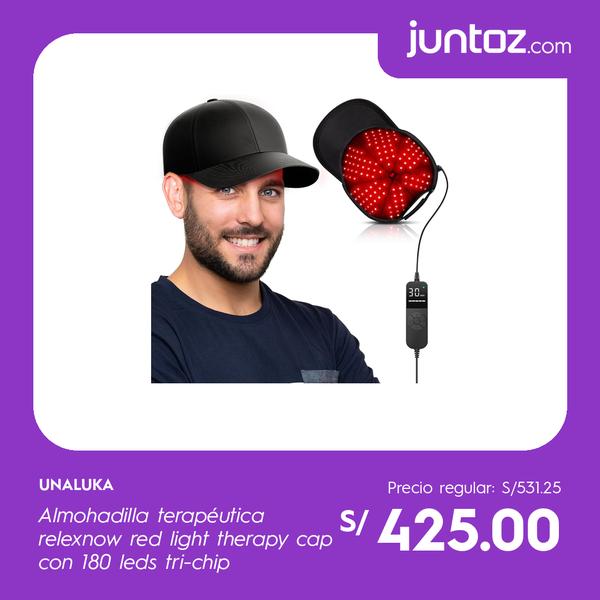 juntoz.com
30
UNALUKA
Almohadilla terapéutica
relexnow red light therapy cap
con 180 leds tri-chip
Precio regular: S/531.25
S/ 425.00